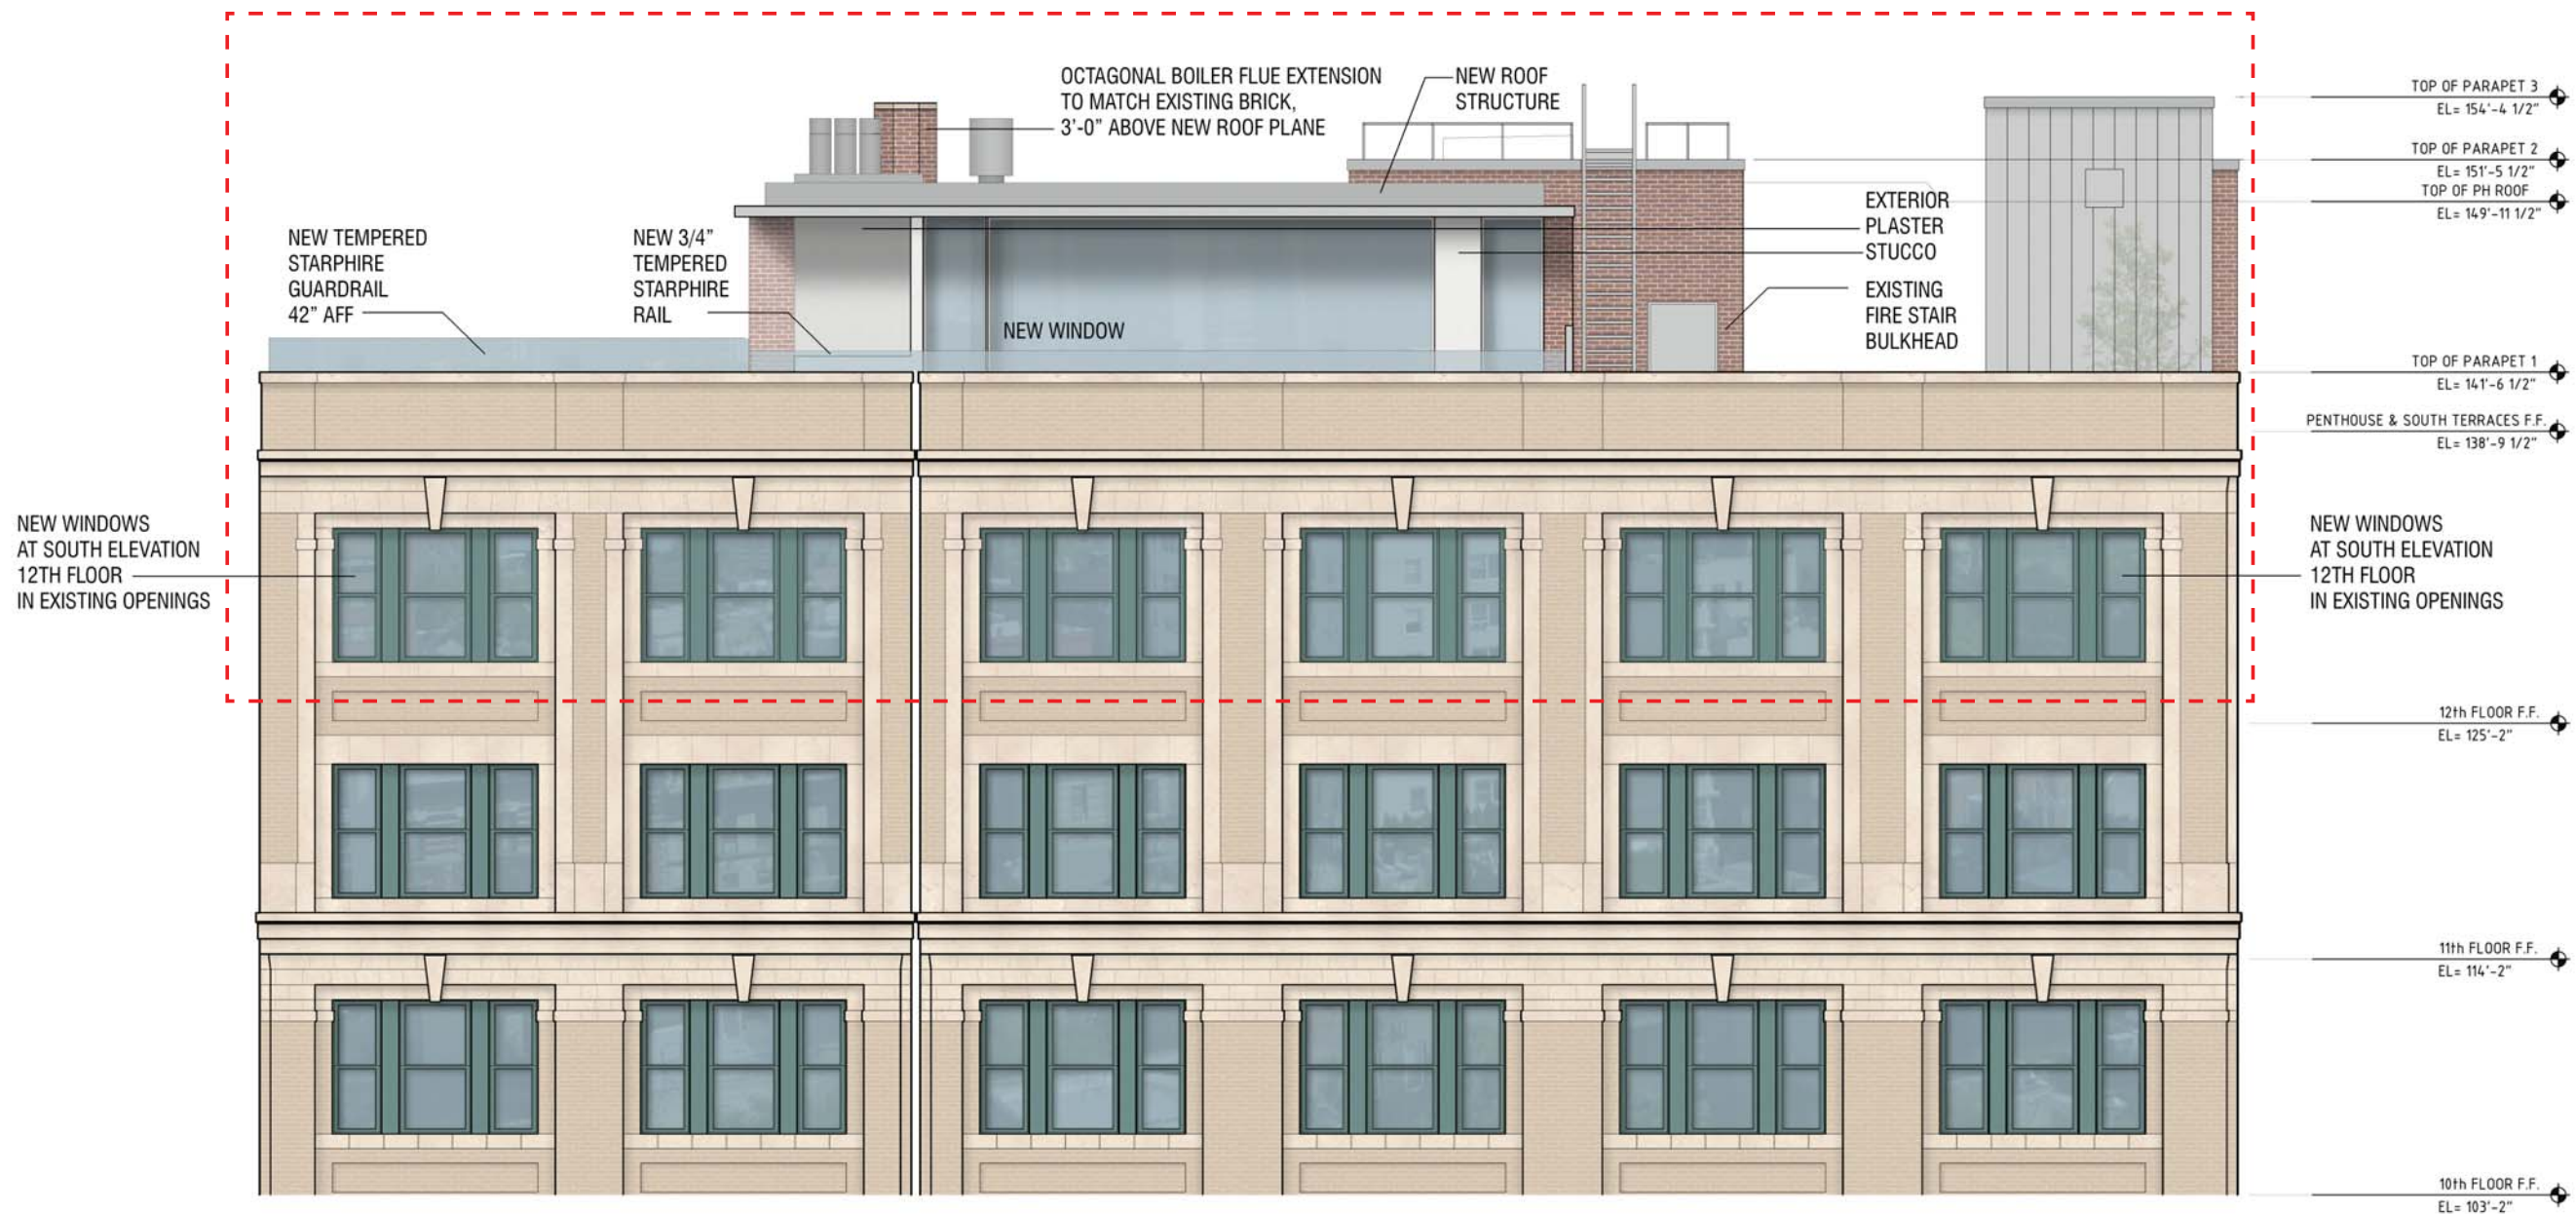 OCTAGONAL BOILER FLUE EXTENSION
TO MATCH EXISTING BRICK,
3'-0" ABOVE NEW ROOF PLANE
NEW ROOF
STRUCTURE
NEW TEMPERED
STARPHIRE
GUARDRAIL
42" AFF
NEW 3/4"
TEMPERED
STARPHIRE
RAIL
NEW WINDOW
EXTERIOR
PLASTER
STUCCO
EXISTING
FIRE STAIR
BULKHEAD
NEW WINDOWS
AT SOUTH ELEVATION
12TH FLOOR
IN EXISTING OPENINGS
NEW WINDOWS
AT SOUTH ELEVATION
12TH FLOOR
IN EXISTING OPENINGS
TOP OF PARAPET 3
EL= 154'-4 1/2"
TOP OF PARAPET 2
EL= 151'-5 1/2"
TOP OF PH ROOF
EL= 149'-11 1/2"
TOP OF PARAPET 1
EL= 141'-6 1/2"
PENTHOUSE & SOUTH TERRACES F.F.
EL= 138'-9 1/2"
12th FLOOR F.F.
EL= 125'-2"
11th FLOOR F.F.
EL= 114'-2"
10th FLOOR F.F.
EL= 103'-2"